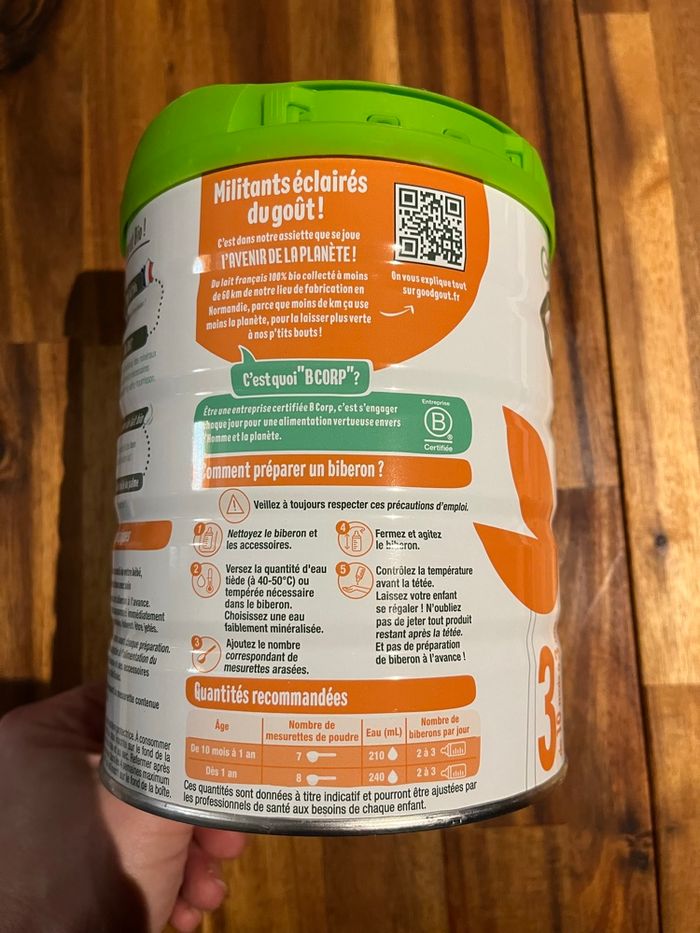 Militants éclairés
du goût !
C'est dans notre assiette que se joue
l'AVENIR DE LA PLANÈTE !
Du lait français 100% bio collecté à moins
de 60 km de notre lieu de fabrication en
Normandie, parce que moins de km ça use
moins la planète, pour la laisser plus verte
à nos p'tits bouts !
On vous explique tout
sur goodgout.fr
C'est quoi "B CORP" ?
Être une entreprise certifiée B Corp, c'est s'engager
chaque jour pour une alimentation vertueuse envers
l'Homme et la planète.
Entreprise
B
®
Certifiée
Comment préparer un biberon ?
Veillez à toujours respecter ces précautions d'emploi.
1
Nettoyez le biberon et
les accessoires.
2
Versez la quantité d'eau
tiède (à 40-50°C) ou
tempérée nécessaire
dans le biberon.
Choisissez une eau
faiblement minéralisée.
3
Ajoutez le nombre
correspondant de
mesurettes arasées.
4
Fermez et agitez
le biberon.
5
Contrôlez la température
avant la tétée.
Laissez votre enfant
se régaler ! N'oubliez
pas de jeter tout produit
restant après la tétée.
Et pas de préparation
de biberon à l'avance !
Quantités recommandées
Âge
Nombre de
mesurettes de poudre
Eau (mL)
Nombre de
biberons par jour
De 10 mois à 1 an
7
210
2 à 3
Dès 1 an
8
240
2 à 3
Ces quantités sont données à titre indicatif et pourront être ajustées par
les professionnels de santé aux besoins de chaque enfant.
3